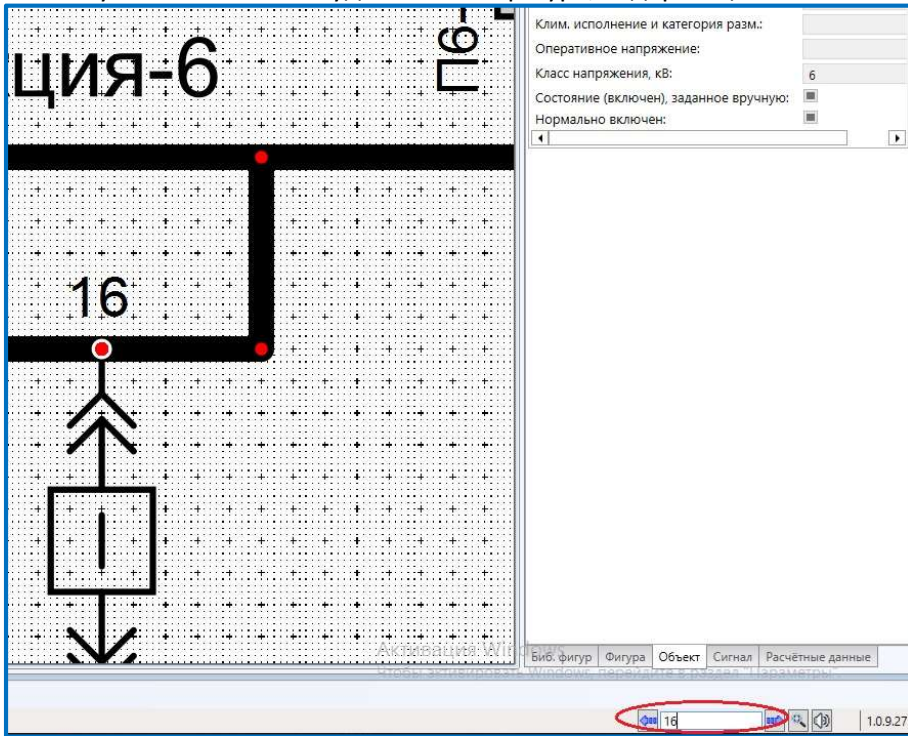 ция-6
П6-
16
Клим. исполнение и категория разм.:
Оперативное напряжение:
Класс напряжения, кВ: 6
Состояние (включен), заданное вручную:
Нормально включен:
Активация Windows
Чтобы активировать Windows, перейдите в раздел "Параметры".
Биб. фигур Фигура Объект Сигнал Расчётные данные
16 1.0.9.27